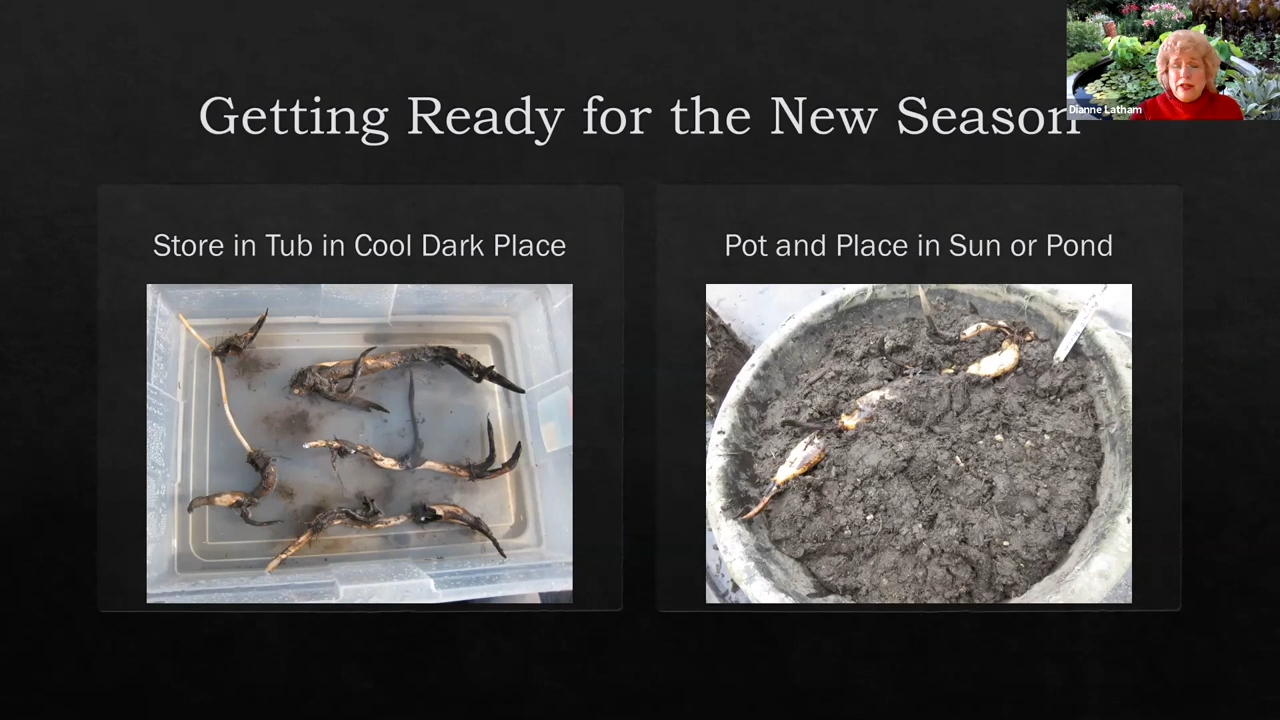 Getting Ready for the New Season
Dianne Latham
Store in Tub in Cool Dark Place
Pot and Place in Sun or Pond